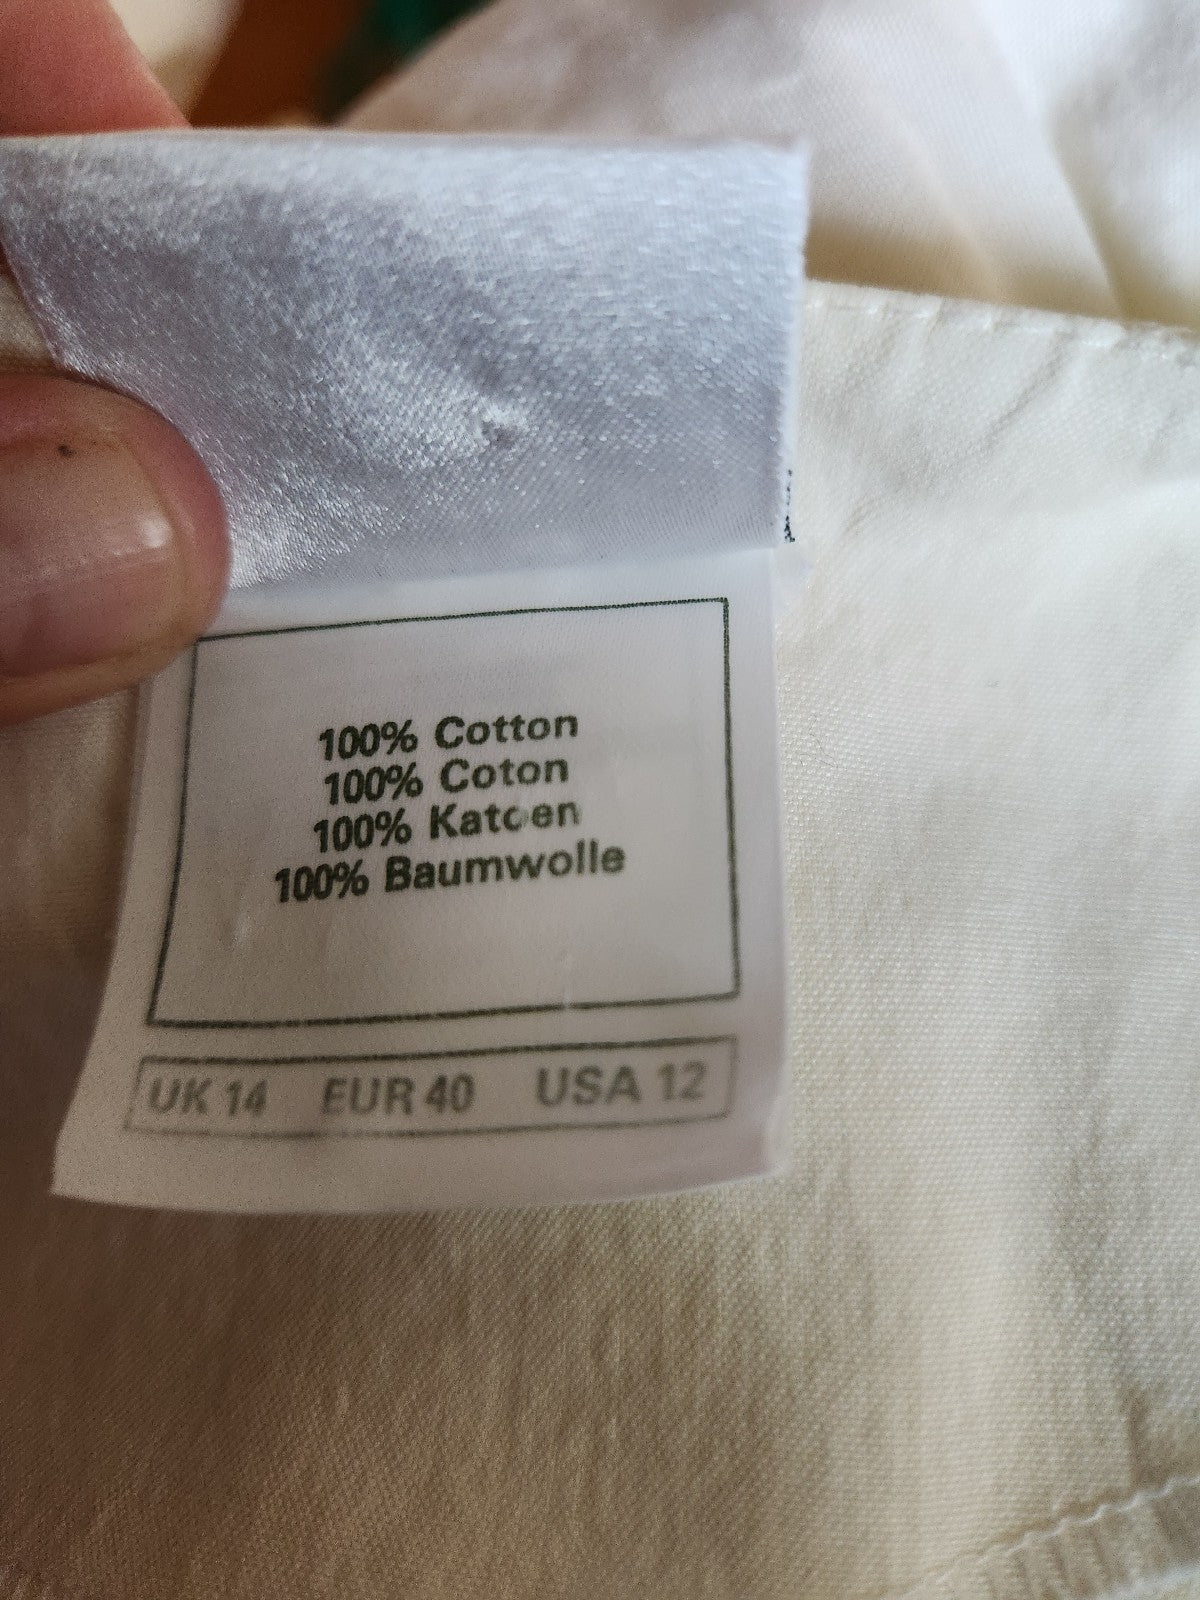 100% Cotton
100% Coton
100% Katoen
100% Baumwolle
UK 14 EUR 40 USA 12